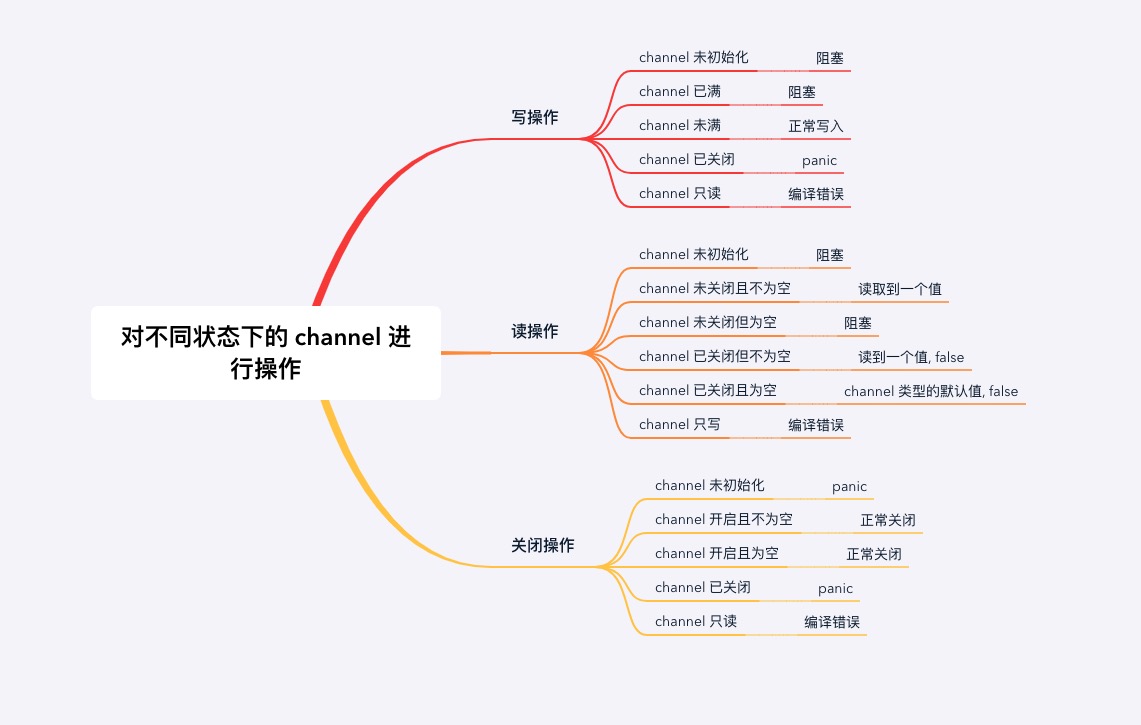 对不同状态下的 channel 进
行操作
写操作
channel 未初始化 阻塞
channel 已满 阻塞
channel 未满 正常写入
channel 已关闭 panic
channel 只读 编译错误
读操作
channel 未初始化 阻塞
channel 未关闭且不为空 读取到一个值
channel 未关闭但为空 阻塞
channel 已关闭但不为空 读到一个值, false
channel 已关闭且为空 channel 类型的默认值, false
channel 只写 编译错误
关闭操作
channel 未初始化 panic
channel 开启且不为空 正常关闭
channel 开启且为空 正常关闭
channel 已关闭 panic
channel 只读 编译错误